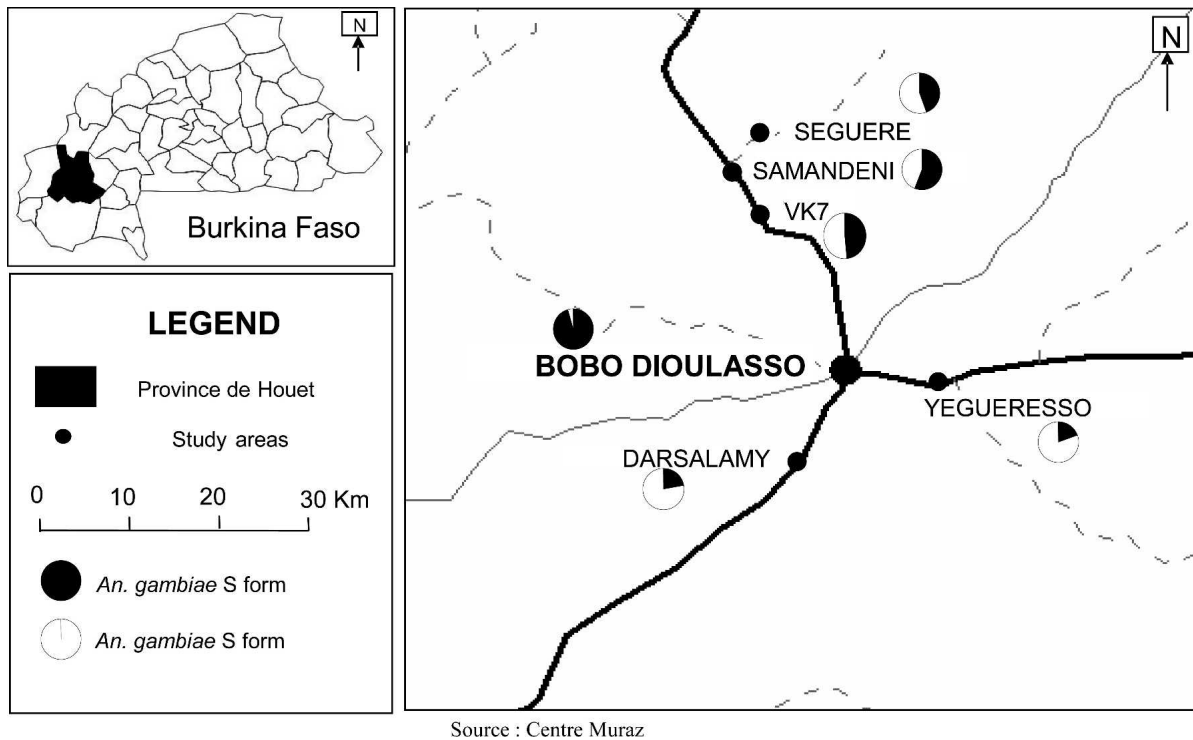 N
Burkina Faso
LEGEND
Province de Houet
Study areas
0 10 20 30 Km
An. gambiae S form
An. gambiae S form
N
SEGUERE
SAMANDENI
VK7
BOBO DIOULASSO
YEGUERESSO
DARSALAMY
Source : Centre Muraz